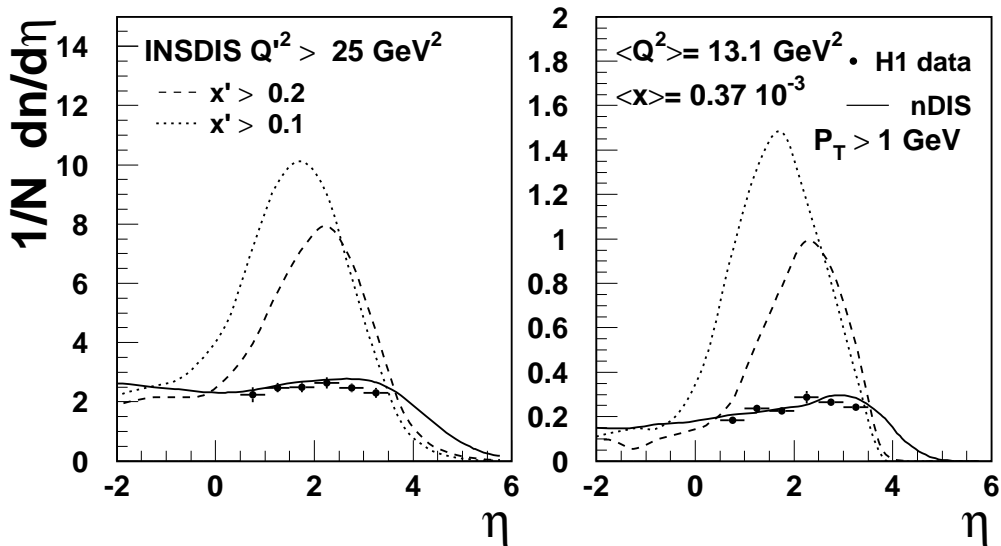 1/N dn/dη
14
12
10
8
6
4
2
0
-2 0 2 4 6
η
INSDIS Q'² > 25 GeV²
x' > 0.2
x' > 0.1
2
1.8
1.6
1.4
1.2
1
0.8
0.6
0.4
0.2
0
-2 0 2 4 6
η
<Q²>= 13.1 GeV²
<x>= 0.37 10⁻³
H1 data
nDIS
P_T > 1 GeV